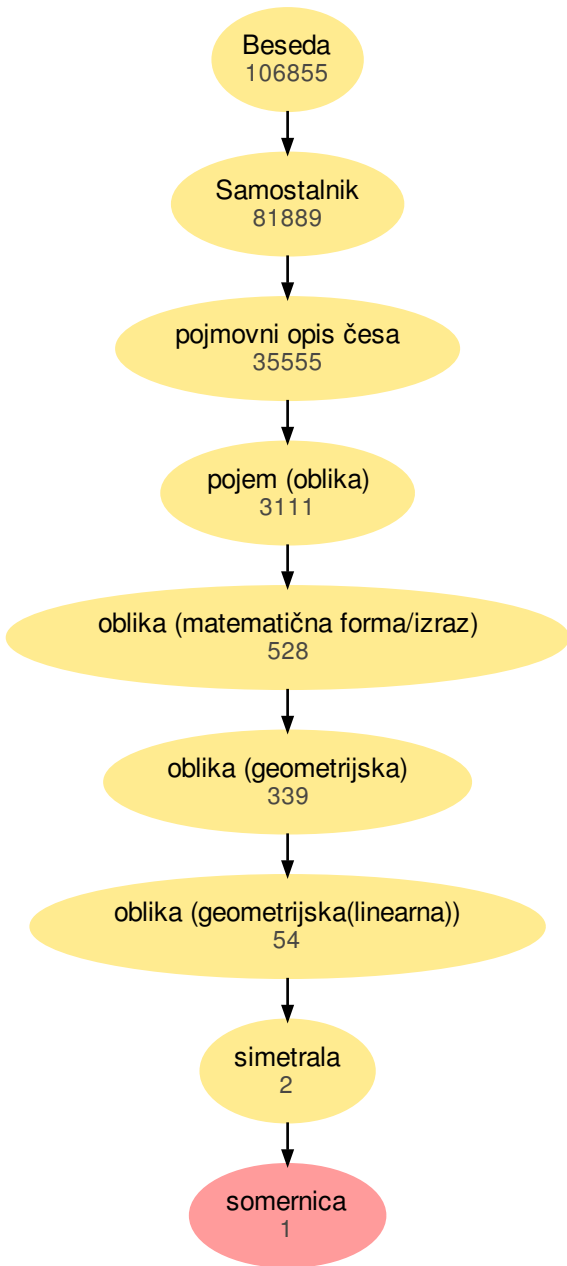 Beseda
106855
Samostalnik
81889
pojmovni opis česa
35555
pojem (oblika)
3111
oblika (matematična forma/izraz)
528
oblika (geometrijska)
339
oblika (geometrijska(linearna))
54
simetrala
2
somernica
1